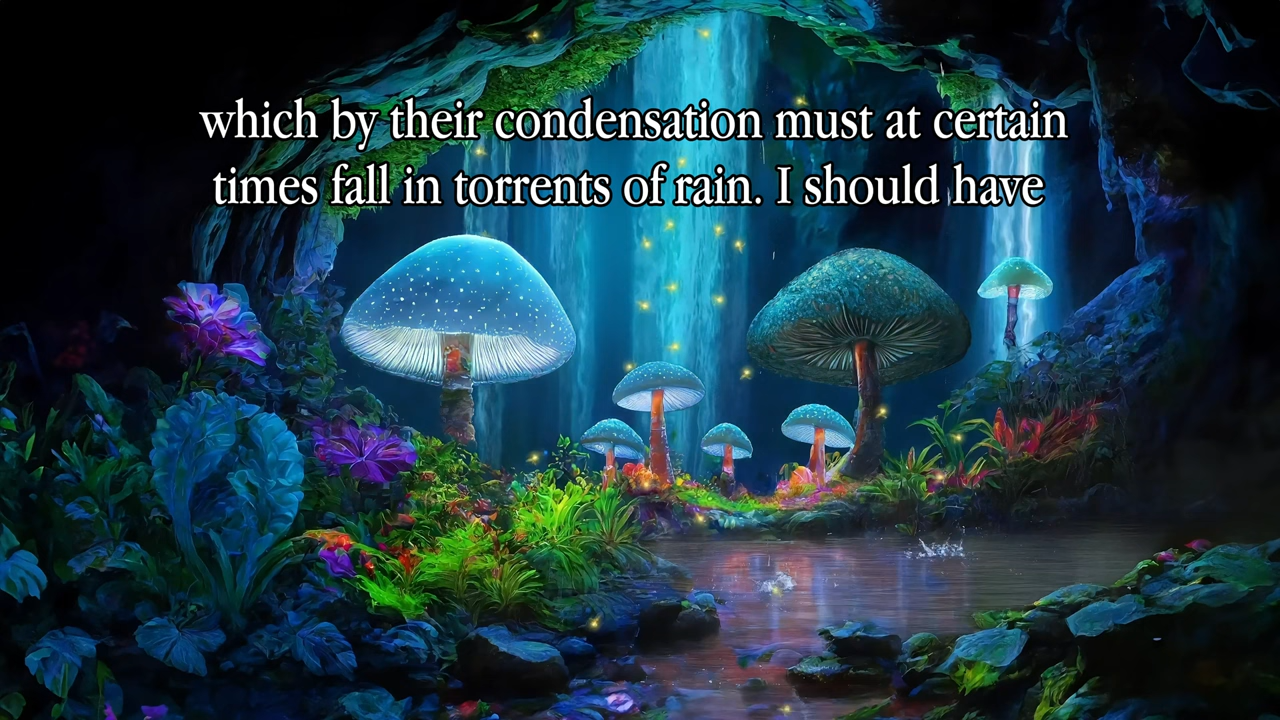 which by their condensation must at certain
times fall in torrents of rain. I should have